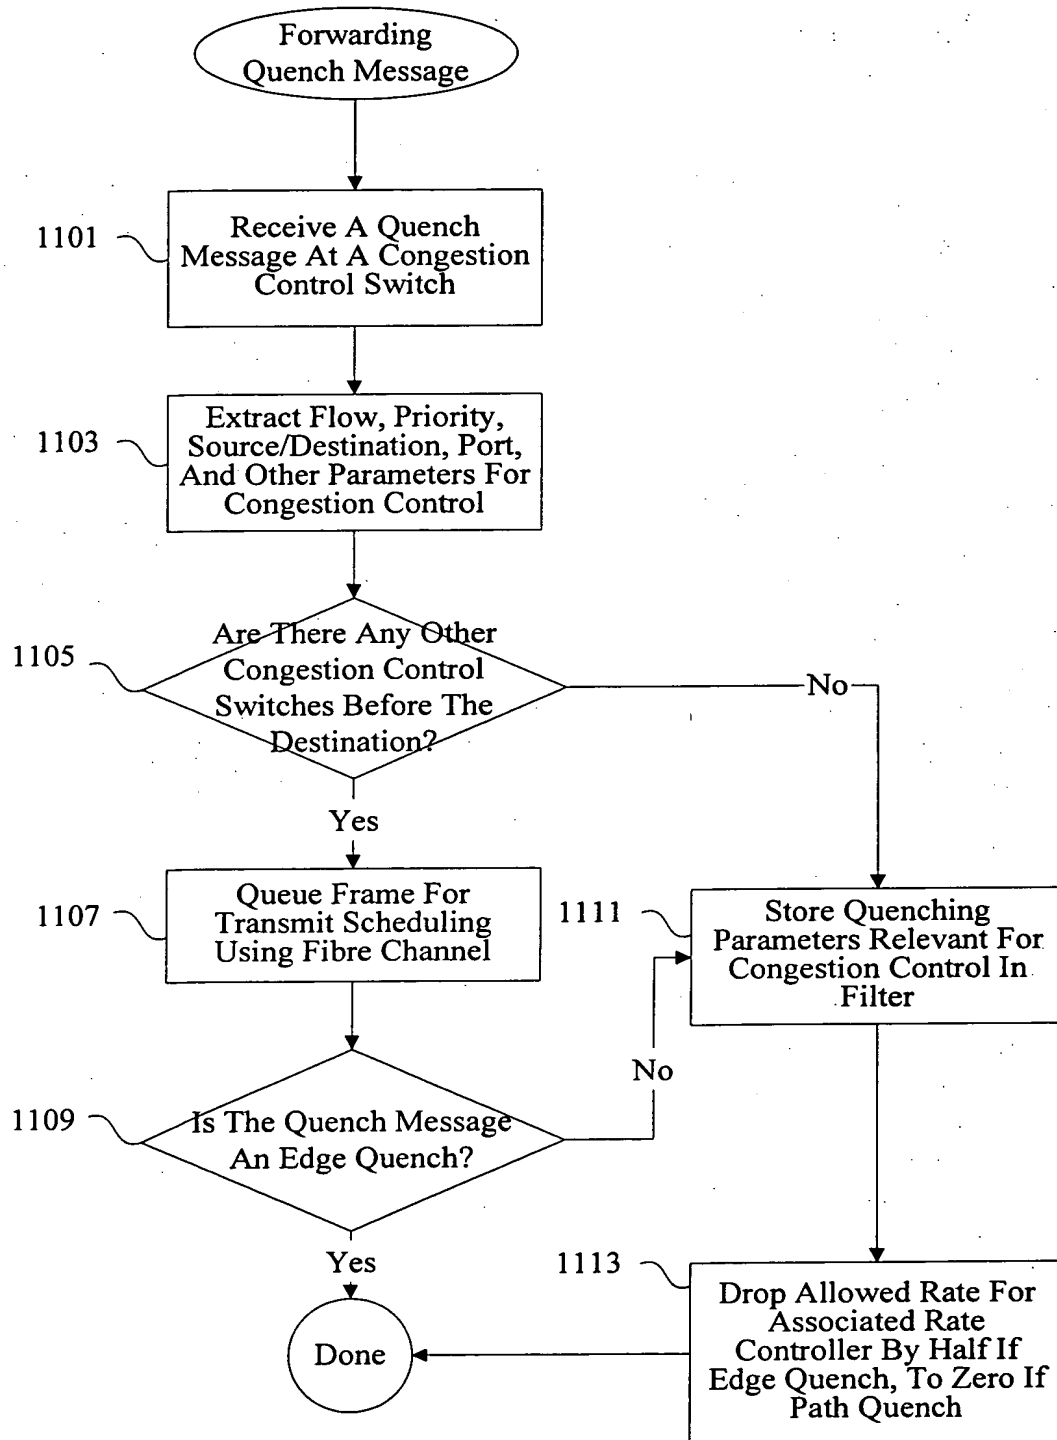 Forwarding
Quench Message
1101
Receive A Quench
Message At A Congestion
Control Switch
1103
Extract Flow, Priority,
Source/Destination, Port,
And Other Parameters For
Congestion Control
1105
Are There Any Other
Congestion Control
Switches Before The
Destination?
No
Yes
1107
Queue Frame For
Transmit Scheduling
Using Fibre Channel
1111
Store Quenching
Parameters Relevant For
Congestion Control In
Filter
No
1109
Is The Quench Message
An Edge Quench?
Yes
1113
Drop Allowed Rate For
Associated Rate
Controller By Half If
Edge Quench, To Zero If
Path Quench
Done